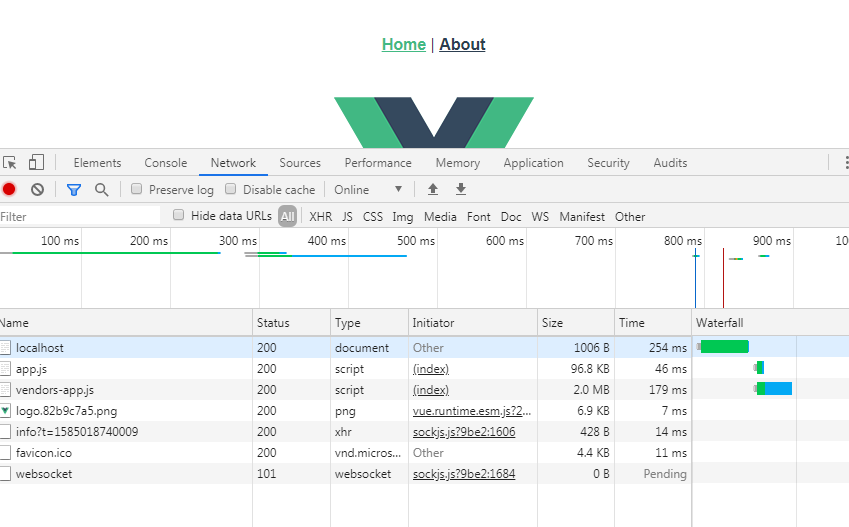 Home | About
Elements Console Network Sources Performance Memory Application Security Audits
Preserve log Disable cache Online
Filter Hide data URLs All XHR JS CSS Img Media Font Doc WS Manifest Other
100 ms 200 ms 300 ms 400 ms 500 ms 600 ms 700 ms 800 ms 900 ms 10
Name Status Type Initiator Size Time Waterfall
localhost 200 document Other 1006 B 254 ms
app.js 200 script (index) 96.8 KB 46 ms
vendors-app.js 200 script (index) 2.0 MB 179 ms
logo.82b9c7a5.png 200 png vue.runtime.esm.js?2... 6.9 KB 7 ms
info?t=1585018740009 200 xhr sockjs.js?9be2:1606 428 B 14 ms
favicon.ico 200 vnd.micros... Other 4.4 KB 11 ms
websocket 101 websocket sockjs.js?9be2:1684 0 B Pending